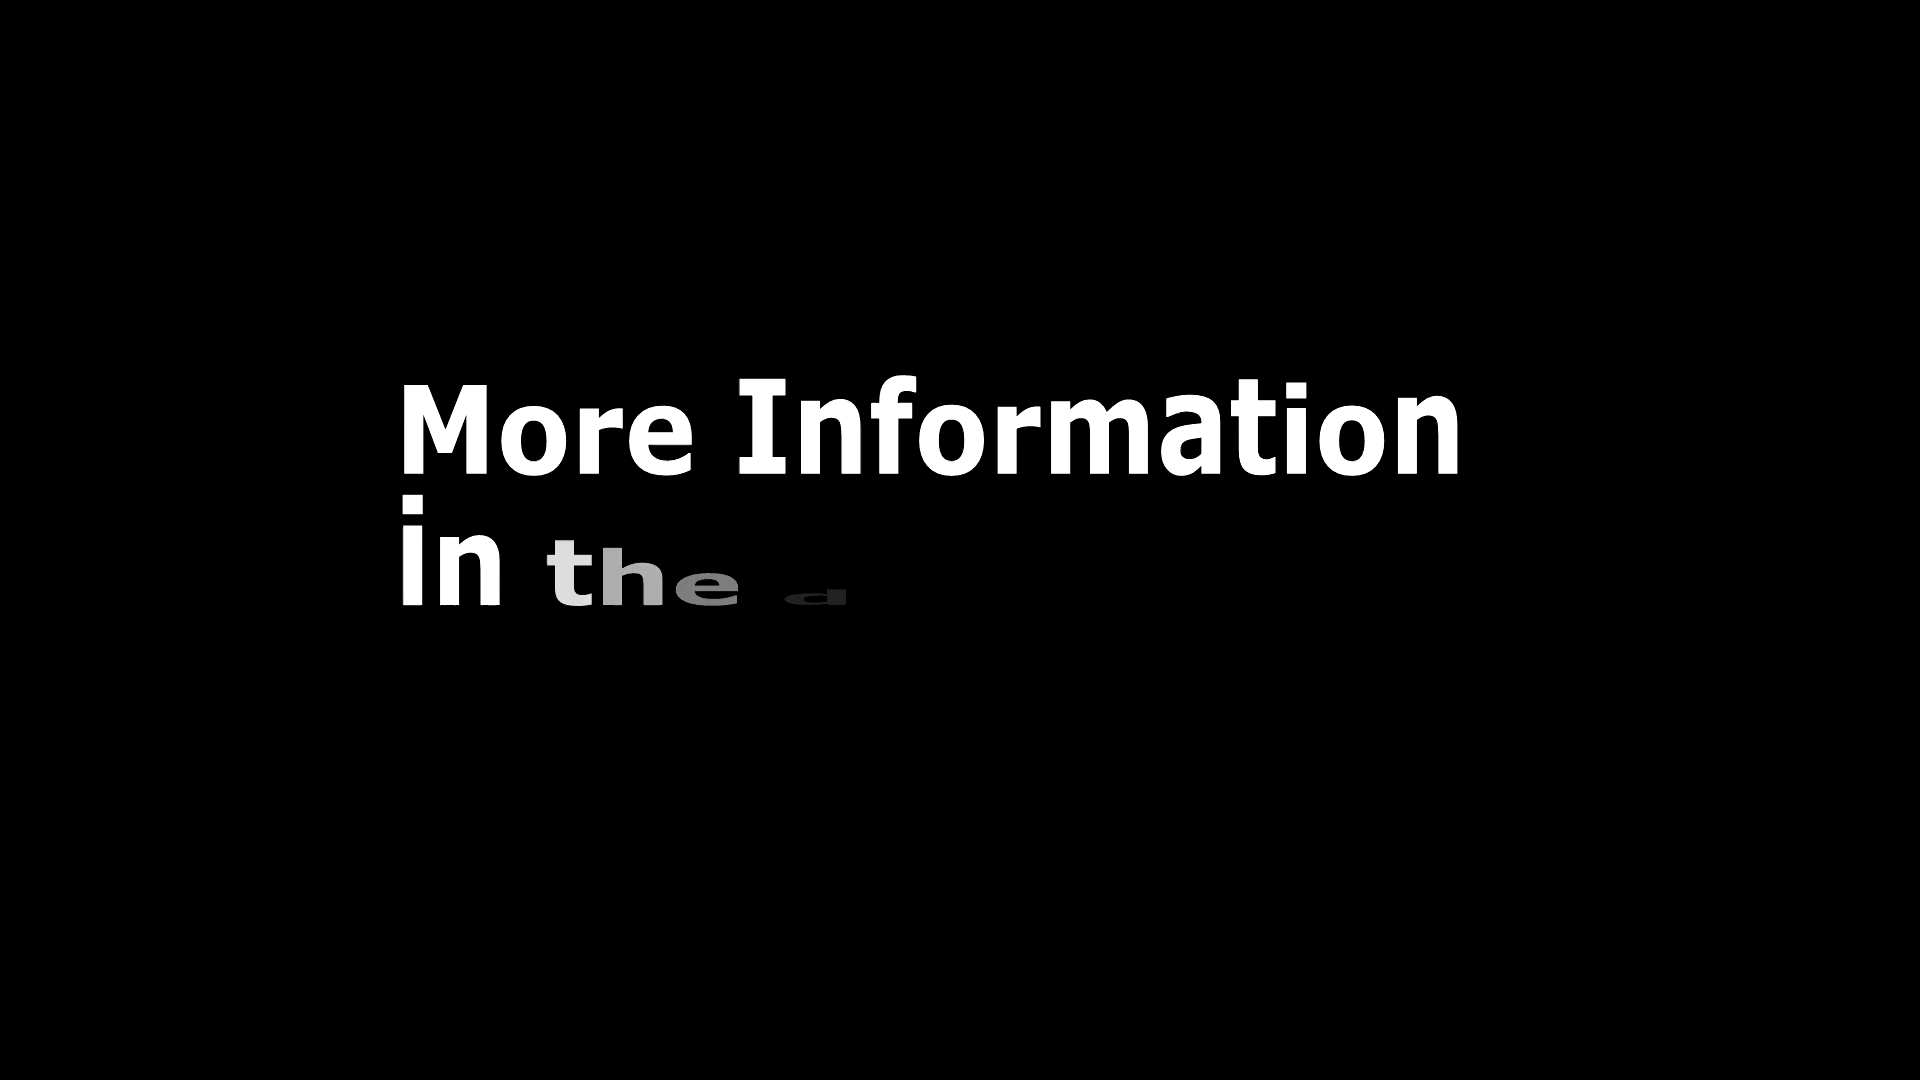 More Information
in the d